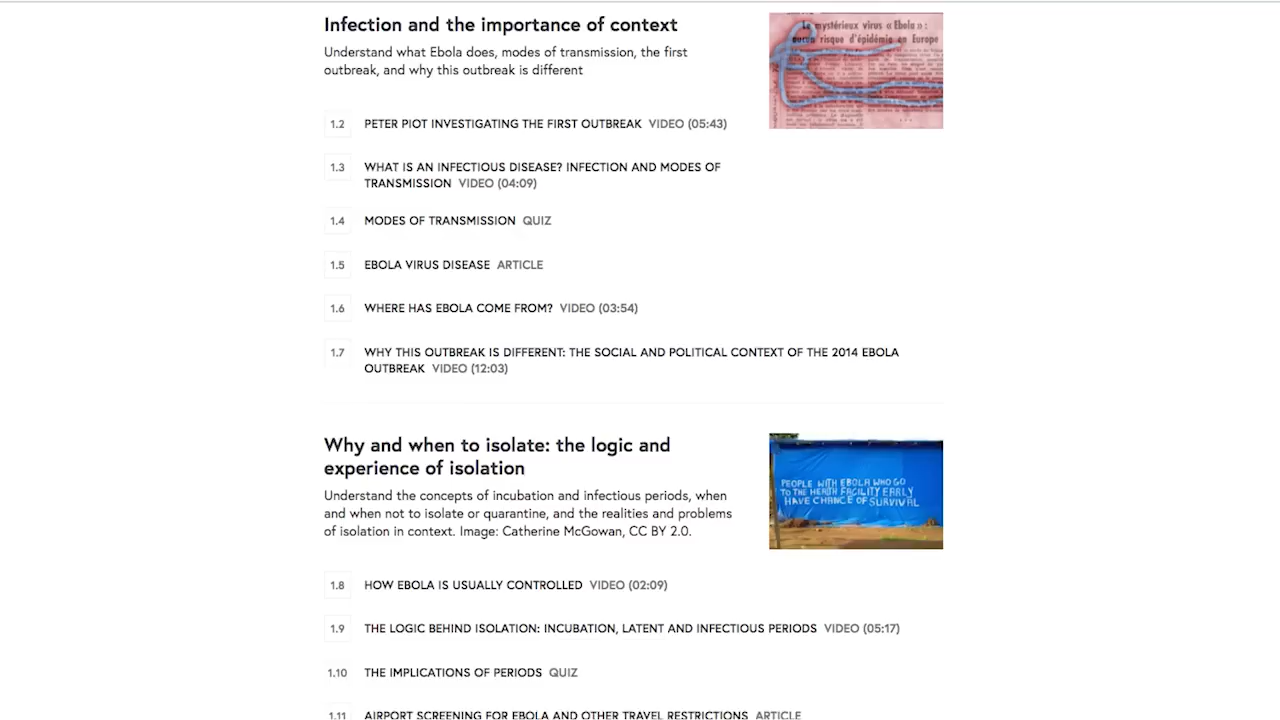 Infection and the importance of context
Understand what Ebola does, modes of transmission, the first
outbreak, and why this outbreak is different
Le mystérieux virus « Ebola » :
aucun risque d'épidémie en Europe
1.2 PETER PIOT INVESTIGATING THE FIRST OUTBREAK VIDEO (05:43)
1.3 WHAT IS AN INFECTIOUS DISEASE? INFECTION AND MODES OF
TRANSMISSION VIDEO (04:09)
1.4 MODES OF TRANSMISSION QUIZ
1.5 EBOLA VIRUS DISEASE ARTICLE
1.6 WHERE HAS EBOLA COME FROM? VIDEO (03:54)
1.7 WHY THIS OUTBREAK IS DIFFERENT: THE SOCIAL AND POLITICAL CONTEXT OF THE 2014 EBOLA
OUTBREAK VIDEO (12:03)
Why and when to isolate: the logic and
experience of isolation
Understand the concepts of incubation and infectious periods, when
and when not to isolate or quarantine, and the realities and problems
of isolation in context. Image: Catherine McGowan, CC BY 2.0.
PEOPLE WITH EBOLA WHO GO
TO THE HEALTH FACILITY EARLY
HAVE CHANCE OF SURVIVAL
1.8 HOW EBOLA IS USUALLY CONTROLLED VIDEO (02:09)
1.9 THE LOGIC BEHIND ISOLATION: INCUBATION, LATENT AND INFECTIOUS PERIODS VIDEO (05:17)
1.10 THE IMPLICATIONS OF PERIODS QUIZ
1.11 AIRPORT SCREENING FOR EBOLA AND OTHER TRAVEL RESTRICTIONS ARTICLE